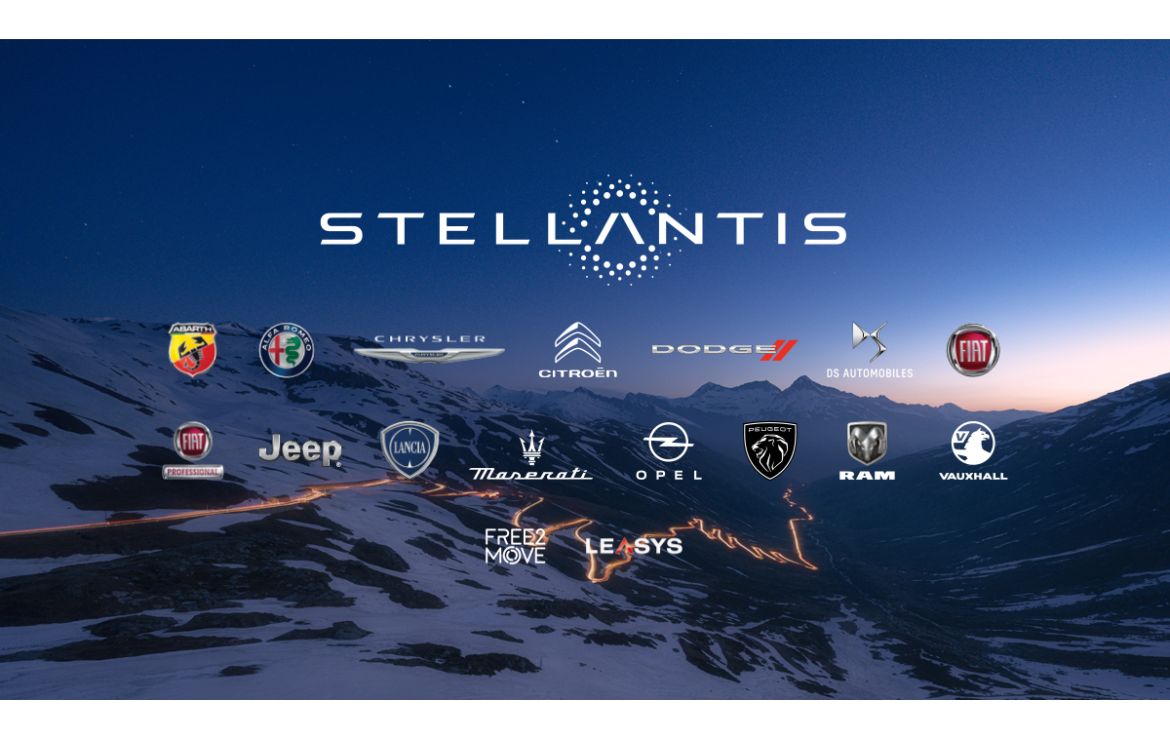 STELLANTIS
ABARTH
ALFA ROMEO
CHRYSLER
CHRYSLER
CITROËN
DODGE
DS AUTOMOBILES
FIAT
FIAT
PROFESSIONAL
Jeep
LANCIA
Maserati
OPEL
PEUGEOT
RAM
VAUXHALL
FREE2
MOVE
LEASYS